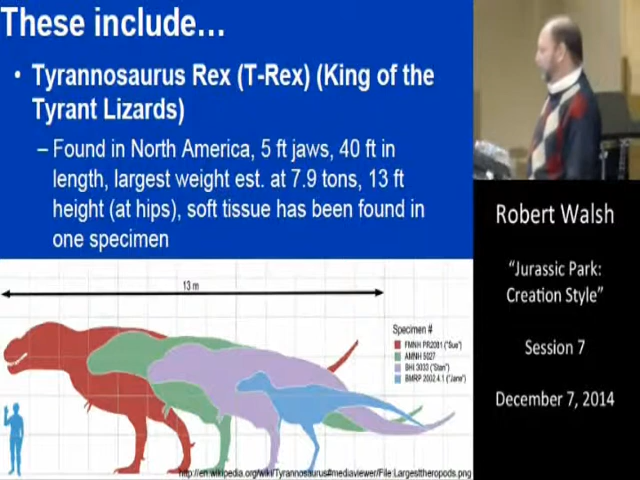 These include...
• Tyrannosaurus Rex (T-Rex) (King of the
Tyrant Lizards)
– Found in North America, 5 ft jaws, 40 ft in
length, largest weight est. at 7.9 tons, 13 ft
height (at hips), soft tissue has been found in
one specimen
13 m
Specimen #
FMNH PR2081 ("Sue")
AMNH 5027
BHI 3033 ("Stan")
BMRP 2002.4.1 ("Jane")
http://en.wikipedia.org/wiki/Tyrannosaurus#mediaviewer/File:Largesttheropods.png
Robert Walsh
"Jurassic Park:
Creation Style"
Session 7
December 7, 2014